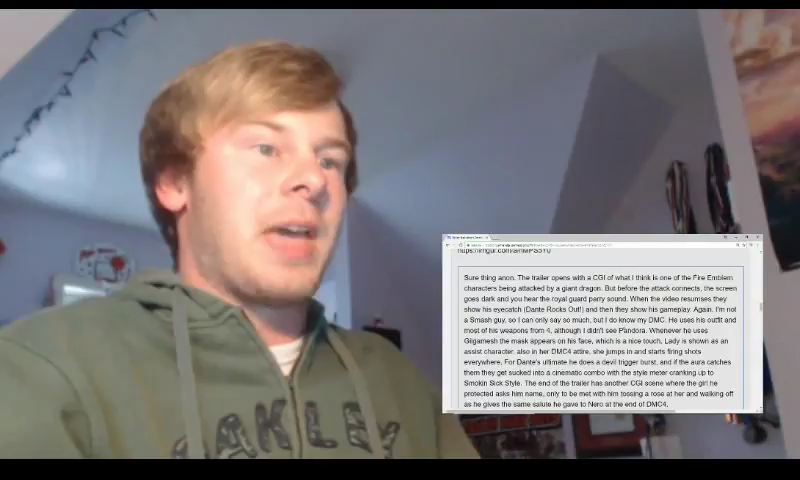 Sure thing anon. The trailer opens with a CGI of what I think is one of the Fire Emblem
characters being attacked by a giant dragon. But before the attack connects, the screen
goes dark and you hear the royal guard parry sound. When the video resumses they
show his eyecatch (Dante Rocks Out!) and then they show his gameplay. Again, I'm not
a Smash guy, so I can only say so much, but I do know my DMC. He uses his outfit and
most of his weapons from 4, although I didn't see Pandora. Whenever he uses
Gilgamesh the mask appears on his face, which is a nice touch. Lady is shown as an
assist character, also in her DMC4 attire, she jumps in and starts firing shots
everywhere. For Dante's ultimate he does a devil trigger burst, and if the aura catches
them they get sucked into a cinematic combo with the style meter cranking up to
Smokin Sick Style. The end of the trailer has another CGI scene where the girl he
protected asks him name, only to be met with him tossing a rose at her and walking off
as he gives the same salute he gave to Nero at the end of DMC4.
OAKLEY